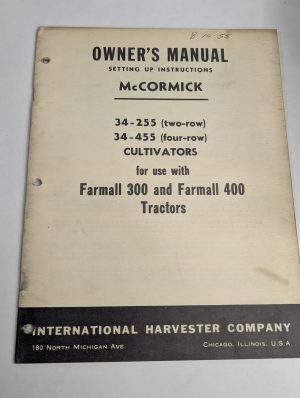 8-10-55
OWNER'S MANUAL
SETTING UP INSTRUCTIONS
McCORMICK
34-255 (two-row)
34-455 (four-row)
CULTIVATORS
for use with
Farmall 300 and Farmall 400
Tractors
INTERNATIONAL HARVESTER COMPANY
180 NORTH MICHIGAN AVE. CHICAGO, ILLINOIS, U.S.A.